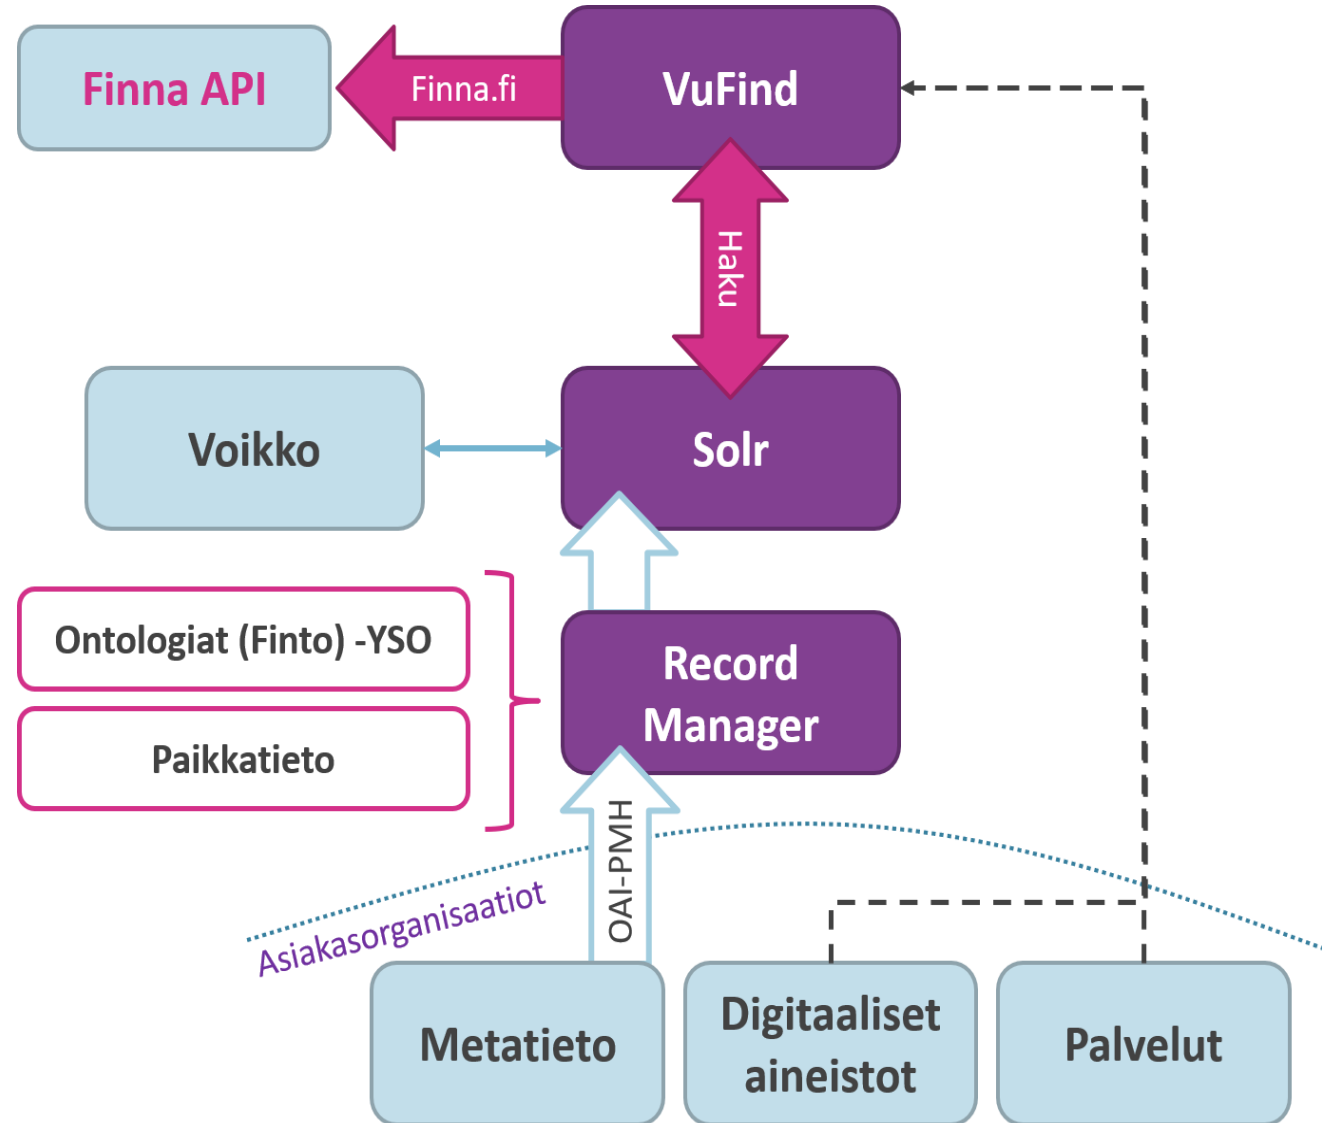 Finna API
Finna.fi
VuFind
Haku
Voikko
Solr
Ontologiat (Finto) -YSO
Paikkatieto
Record
Manager
OAI-PMH
Asiakasorganisaatiot
Metatieto
Digitaaliset
aineistot
Palvelut